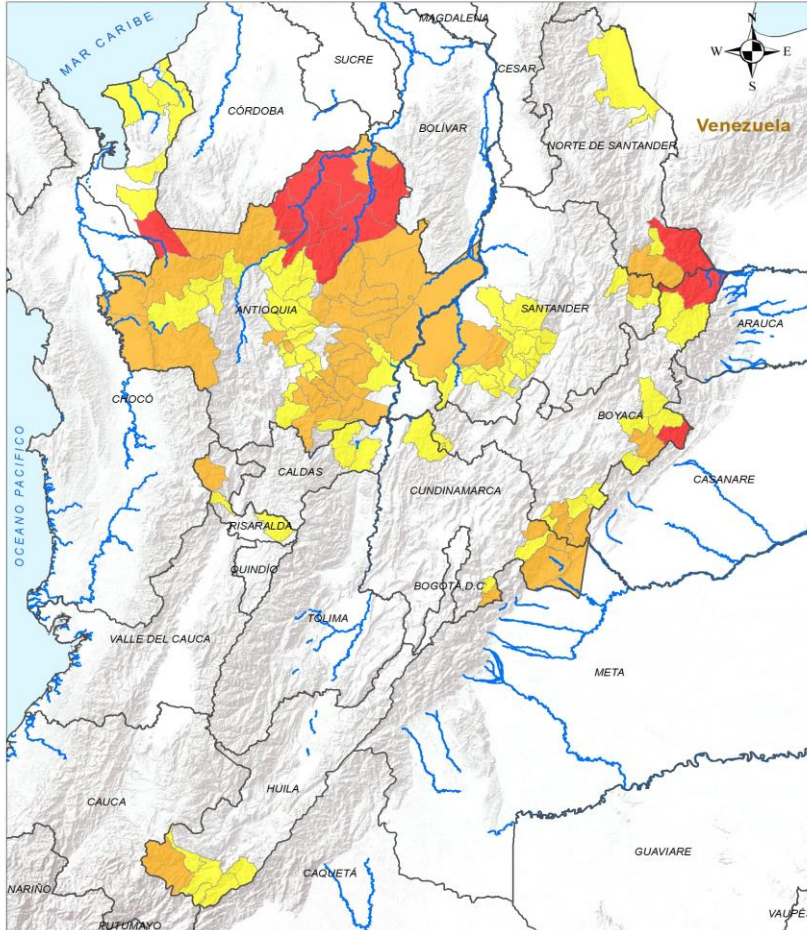 MAGDALENA
N
W E
S
MAR CARIBE
SUCRE
CESAR
CÓRDOBA
BOLÍVAR
Venezuela
NORTE DE SANTANDER
ANTIOQUIA
SANTANDER
ARAUCA
CHOCÓ
BOYACÁ
OCEANO PACIFICO
CALDAS
CUNDINAMARCA
CASANARE
RISARALDA
QUINDÍO
BOGOTÁ, D.C
TOLIMA
VALLE DEL CAUCA
META
HUILA
CAUCA
GUAVIARE
CAQUETÁ
NARIÑO
PUTUMAYO
VAUPÉ